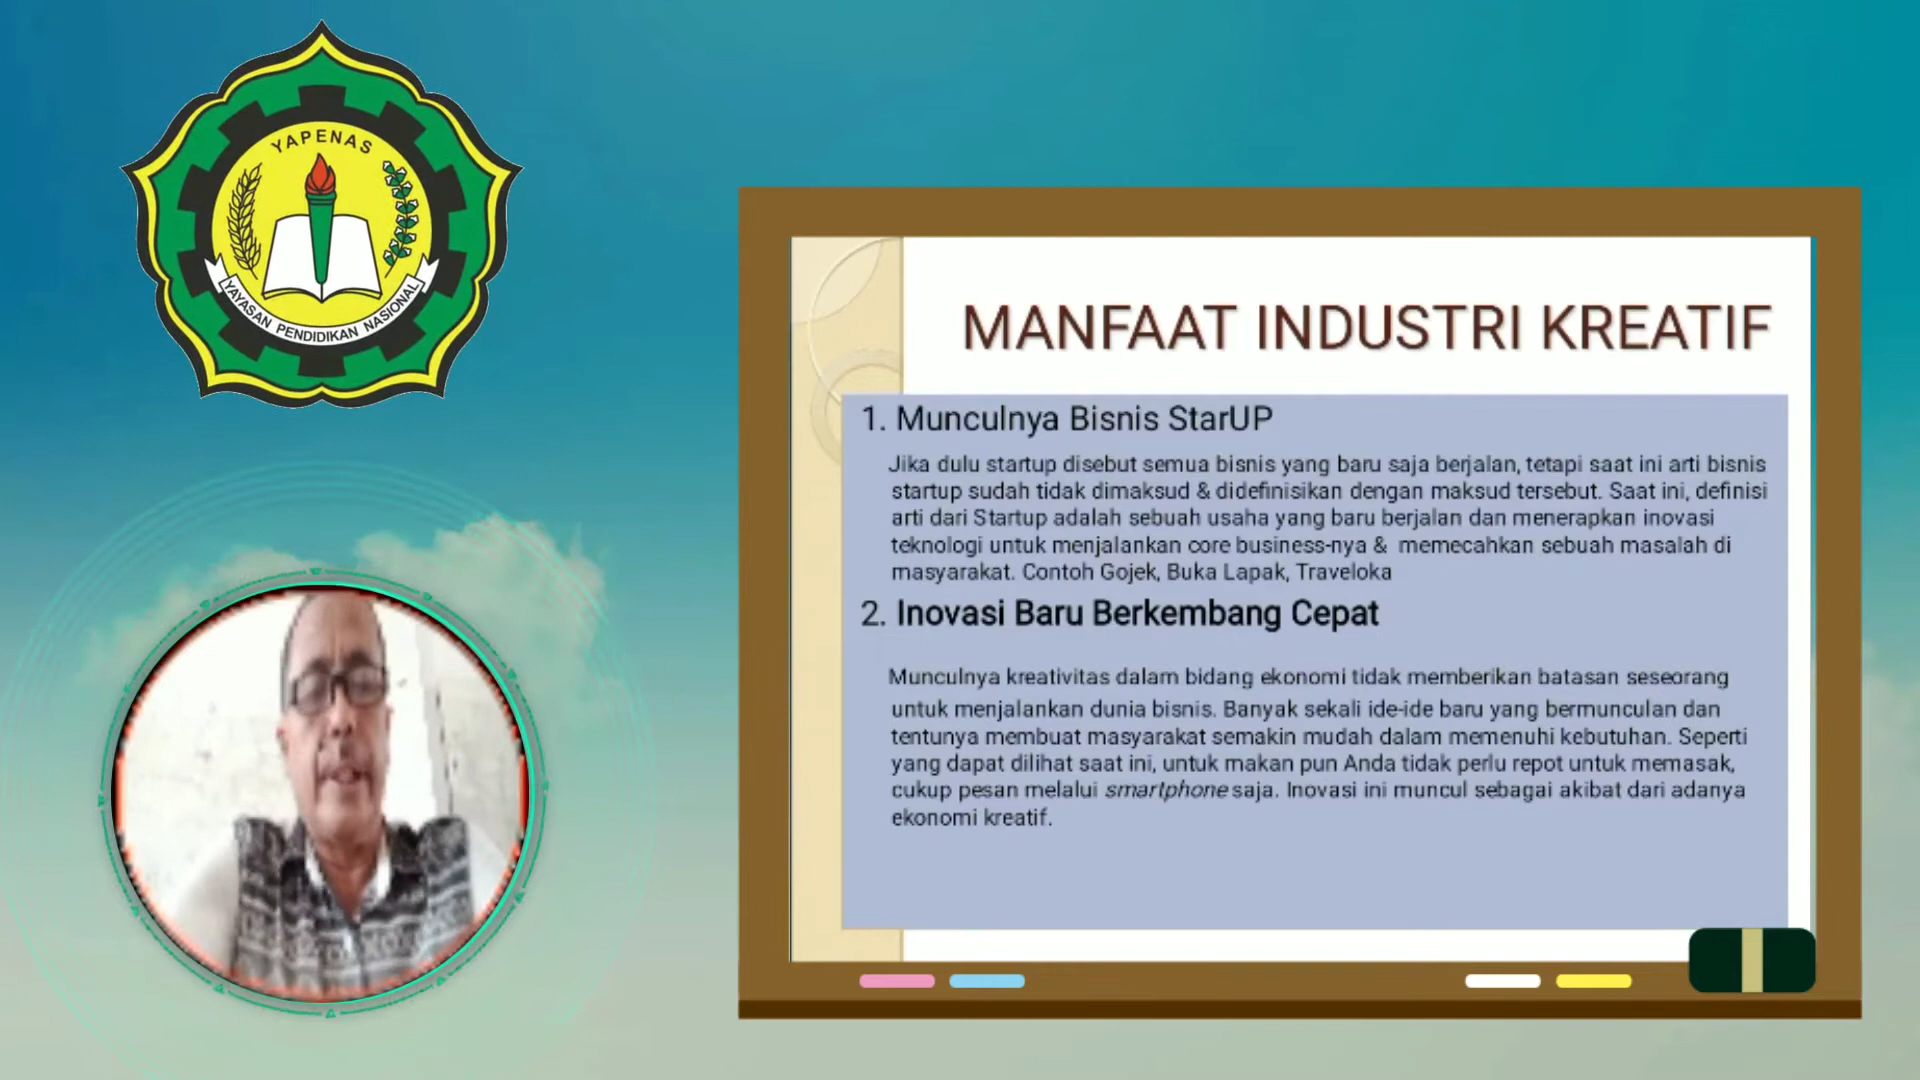 YAPENAS
YAYASAN PENDIDIKAN NASIONAL
MANFAAT INDUSTRI KREATIF
1. Munculnya Bisnis StarUP
Jika dulu startup disebut semua bisnis yang baru saja berjalan, tetapi saat ini arti bisnis
startup sudah tidak dimaksud & didefinisikan dengan maksud tersebut. Saat ini, definisi
arti dari Startup adalah sebuah usaha yang baru berjalan dan menerapkan inovasi
teknologi untuk menjalankan core business-nya & memecahkan sebuah masalah di
masyarakat. Contoh Gojek, Buka Lapak, Traveloka
2. Inovasi Baru Berkembang Cepat
Munculnya kreativitas dalam bidang ekonomi tidak memberikan batasan seseorang
untuk menjalankan dunia bisnis. Banyak sekali ide-ide baru yang bermunculan dan
tentunya membuat masyarakat semakin mudah dalam memenuhi kebutuhan. Seperti
yang dapat dilihat saat ini, untuk makan pun Anda tidak perlu repot untuk memasak,
cukup pesan melalui smartphone saja. Inovasi ini muncul sebagai akibat dari adanya
ekonomi kreatif.